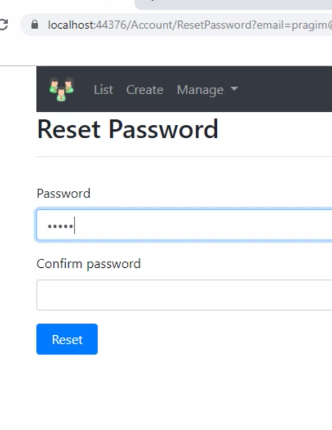 localhost:44376/Account/ResetPassword?email=pragim@
List Create Manage
Reset Password
Password
•••••
Confirm password
Reset